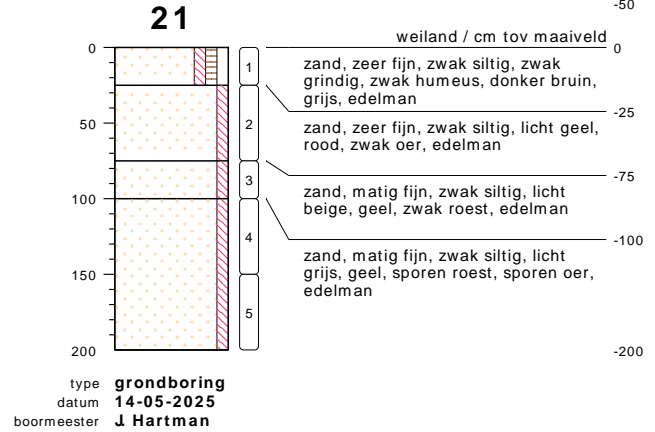 -50
21
weiland / cm tov maaiveld
0
0
1
zand, zeer fijn, zwak siltig, zwak
grindig, zwak humeus, donker bruin,
grijs, edelman
-25
50
2
zand, zeer fijn, zwak siltig, licht geel,
rood, zwak oer, edelman
-75
3
zand, matig fijn, zwak siltig, licht
beige, geel, zwak roest, edelman
100
-100
4
zand, matig fijn, zwak siltig, licht
grijs, geel, sporen roest, sporen oer,
edelman
150
5
200
-200
type grondboring
datum 14-05-2025
boormeester J. Hartman